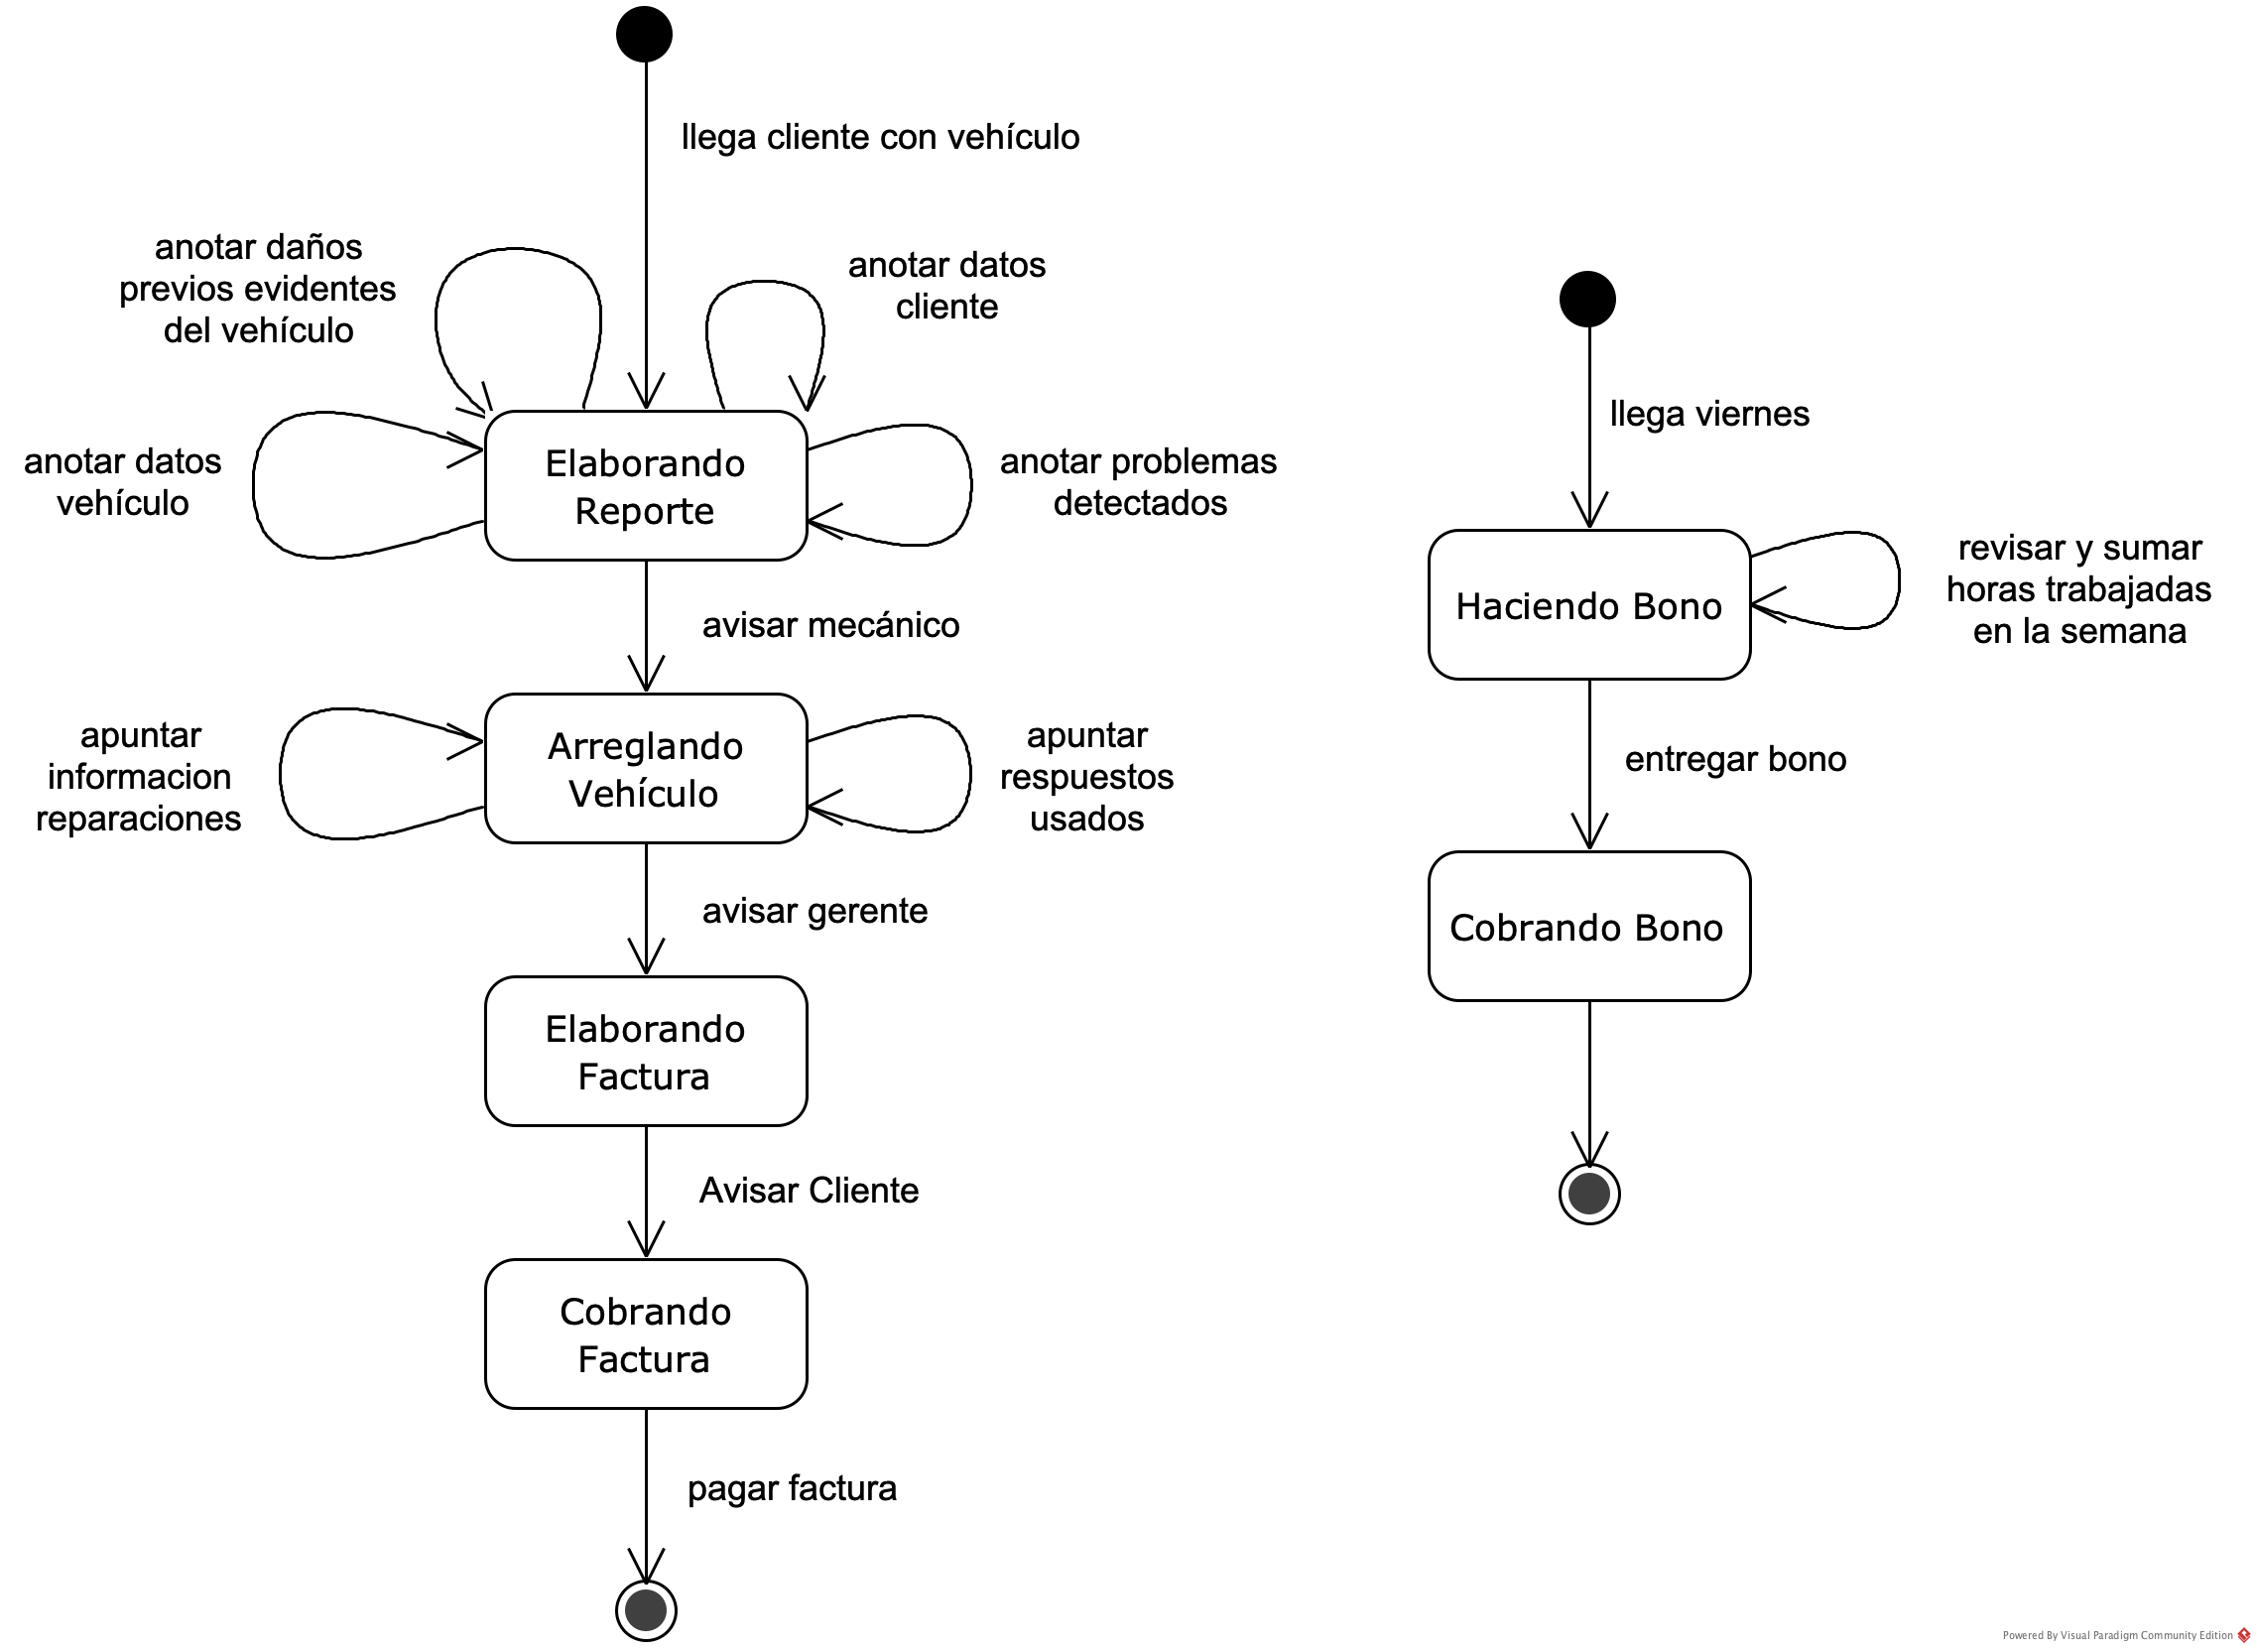 llega cliente con vehículo
anotar daños
previos evidentes
del vehículo
anotar datos
cliente
anotar datos
vehículo
Elaborando
Reporte
anotar problemas
detectados
avisar mecánico
apuntar
informacion
reparaciones
Arreglando
Vehículo
apuntar
respuestos
usados
avisar gerente
Elaborando
Factura
Avisar Cliente
Cobrando
Factura
pagar factura
llega viernes
Haciendo Bono
revisar y sumar
horas trabajadas
en la semana
entregar bono
Cobrando Bono
Powered By Visual Paradigm Community Edition